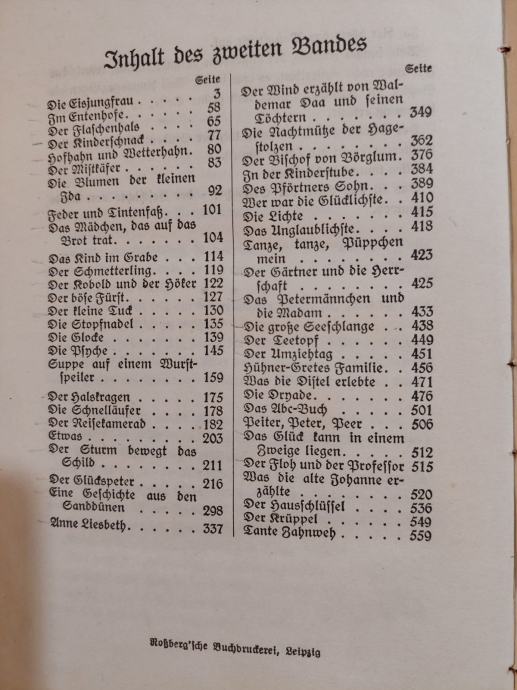 Inhalt des zweiten Bandes
Seite
Die Eisjungfrau . . . . . 3
Im Entenhofe. . . . . . 58
Der Flaschenhals . . . . 65
Der Kinderschnack . . . . 77
Hofhahn und Wetterhahn. 80
Der Mistkäfer . . . . . . 83
Die Blumen der kleinen
Ida . . . . . . . . . 92
Feder und Tintenfaß. . . 101
Das Mädchen, das auf das
Brot trat. . . . . . . 104
Das Kind im Grabe . . . 114
Der Schmetterling. . . . 119
Der Kobold und der Höker 122
Der böse Fürst. . . . . . 127
Der kleine Tuck . . . . . 130
Die Stopfnadel . . . . . 135
Die Glocke . . . . . . . 139
Die Psyche . . . . . . . 145
Suppe auf einem Wurst-
speiler . . . . . . . . 159
Der Halskragen . . . . . 175
Die Schnelläufer . . . . 178
Der Reisekamerad . . . . 182
Etwas . . . . . . . . . 203
Der Sturm bewegt das
Schild . . . . . . . . 211
Der Glückspeter . . . . . 216
Eine Geschichte aus den
Sanddünen . . . . . . 298
Anne Liesbeth. . . . . . 337
Seite
Der Wind erzählt von Wal-
demar Daa und seinen
Töchtern . . . . . . . 349
Die Nachtmütze der Hage-
stolzen . . . . . . . . 362
Der Bischof von Börglum. 376
In der Kinderstube. . . . 384
Des Pförtners Sohn. . . . 389
Wer war die Glücklichste. . 410
Die Lichte . . . . . . . 415
Das Unglaublichste. . . . 418
Tanze, tanze, Püppchen
mein . . . . . . . . 423
Der Gärtner und die Herr-
schaft . . . . . . . . 425
Das Petermännchen und
die Madam . . . . . . 433
Die große Seeschlange . . 438
Der Teetopf . . . . . . 449
Der Umziehtag . . . . . 451
Hühner-Gretes Familie. . 456
Was die Distel erlebte . . 471
Die Dryade. . . . . . . 476
Das Abc-Buch . . . . . 501
Peiter, Peter, Peer . . . 506
Das Glück kann in einem
Zweige liegen. . . . . . 512
Der Floh und der Professor 515
Was die alte Johanne er-
zählte . . . . . . . . 520
Der Hausschlüssel . . . . 536
Der Krüppel . . . . . . 549
Tante Zahnweh . . . . . 559
Roßberg'sche Buchdruckerei, Leipzig